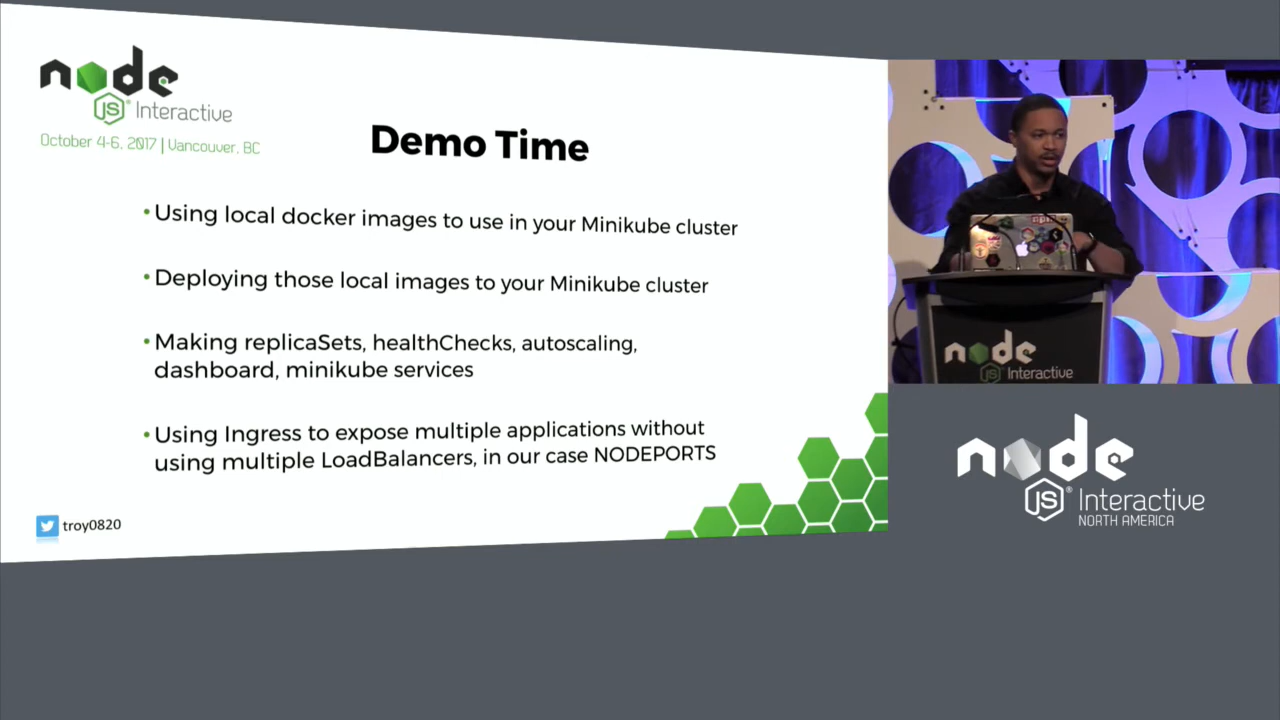 node
JS® Interactive
October 4-6, 2017 | Vancouver, BC
Demo Time
• Using local docker images to use in your Minikube cluster
• Deploying those local images to your Minikube cluster
• Making replicaSets, healthChecks, autoscaling,
dashboard, minikube services
• Using Ingress to expose multiple applications without
using multiple LoadBalancers, in our case NODEPORTS
troy0820
node
JS Interactive
node
JS® Interactive
NORTH AMERICA